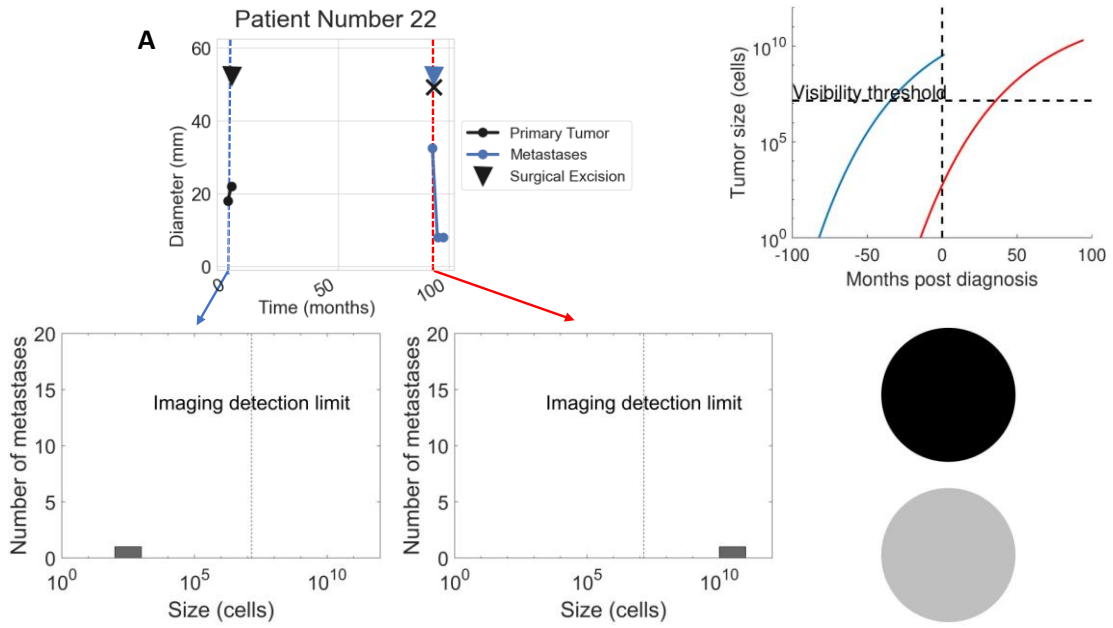 Patient Number 22
A
60
40
20
0
Diameter (mm)
0
50
100
Time (months)
Primary Tumor
Metastases
Surgical Excision
10^10
10^5
10^0
Tumor size (cells)
Visibility threshold
-100
-50
0
50
100
Months post diagnosis
20
15
10
5
0
Number of metastases
Imaging detection limit
10^0
10^5
10^10
Size (cells)
20
15
10
5
0
Number of metastases
Imaging detection limit
10^0
10^5
10^10
Size (cells)